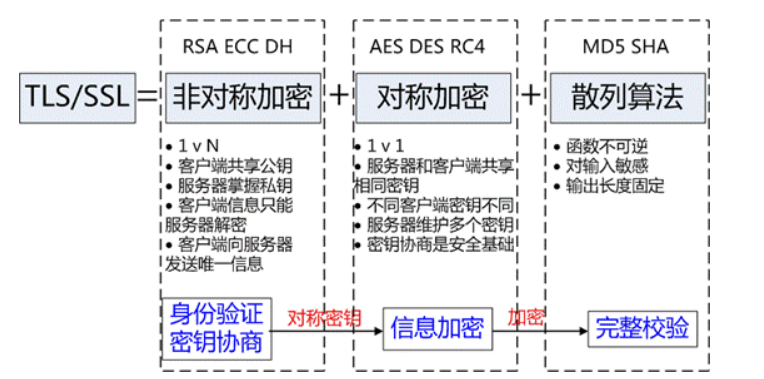 RSA ECC DH
AES DES RC4
MD5 SHA
TLS/SSL
=
非对称加密
+
对称加密
+
散列算法
• 1 v N
• 客户端共享公钥
• 服务器掌握私钥
• 客户端信息只能
服务器解密
• 客户端向服务器
发送唯一信息
• 1 v 1
• 服务器和客户端共享
相同密钥
• 不同客户端密钥不同
• 服务器维护多个密钥
• 密钥协商是安全基础
• 函数不可逆
• 对输入敏感
• 输出长度固定
身份验证
密钥协商
对称密钥
信息加密
加密
完整校验